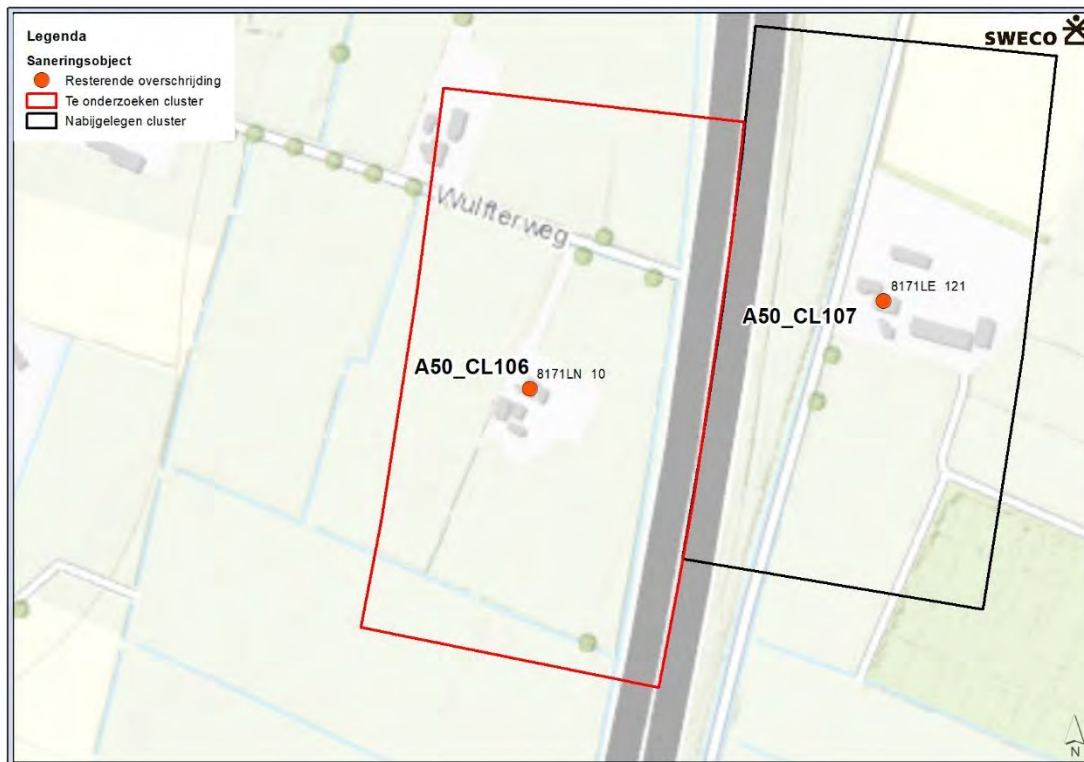 Legenda
Saneringsobject
Resterende overschrijding
Te onderzoeken cluster
Nabijgelegen cluster
SWECO
Wulfterweg
8171LE 121
A50_CL107
A50_CL106
8171LN 10
N